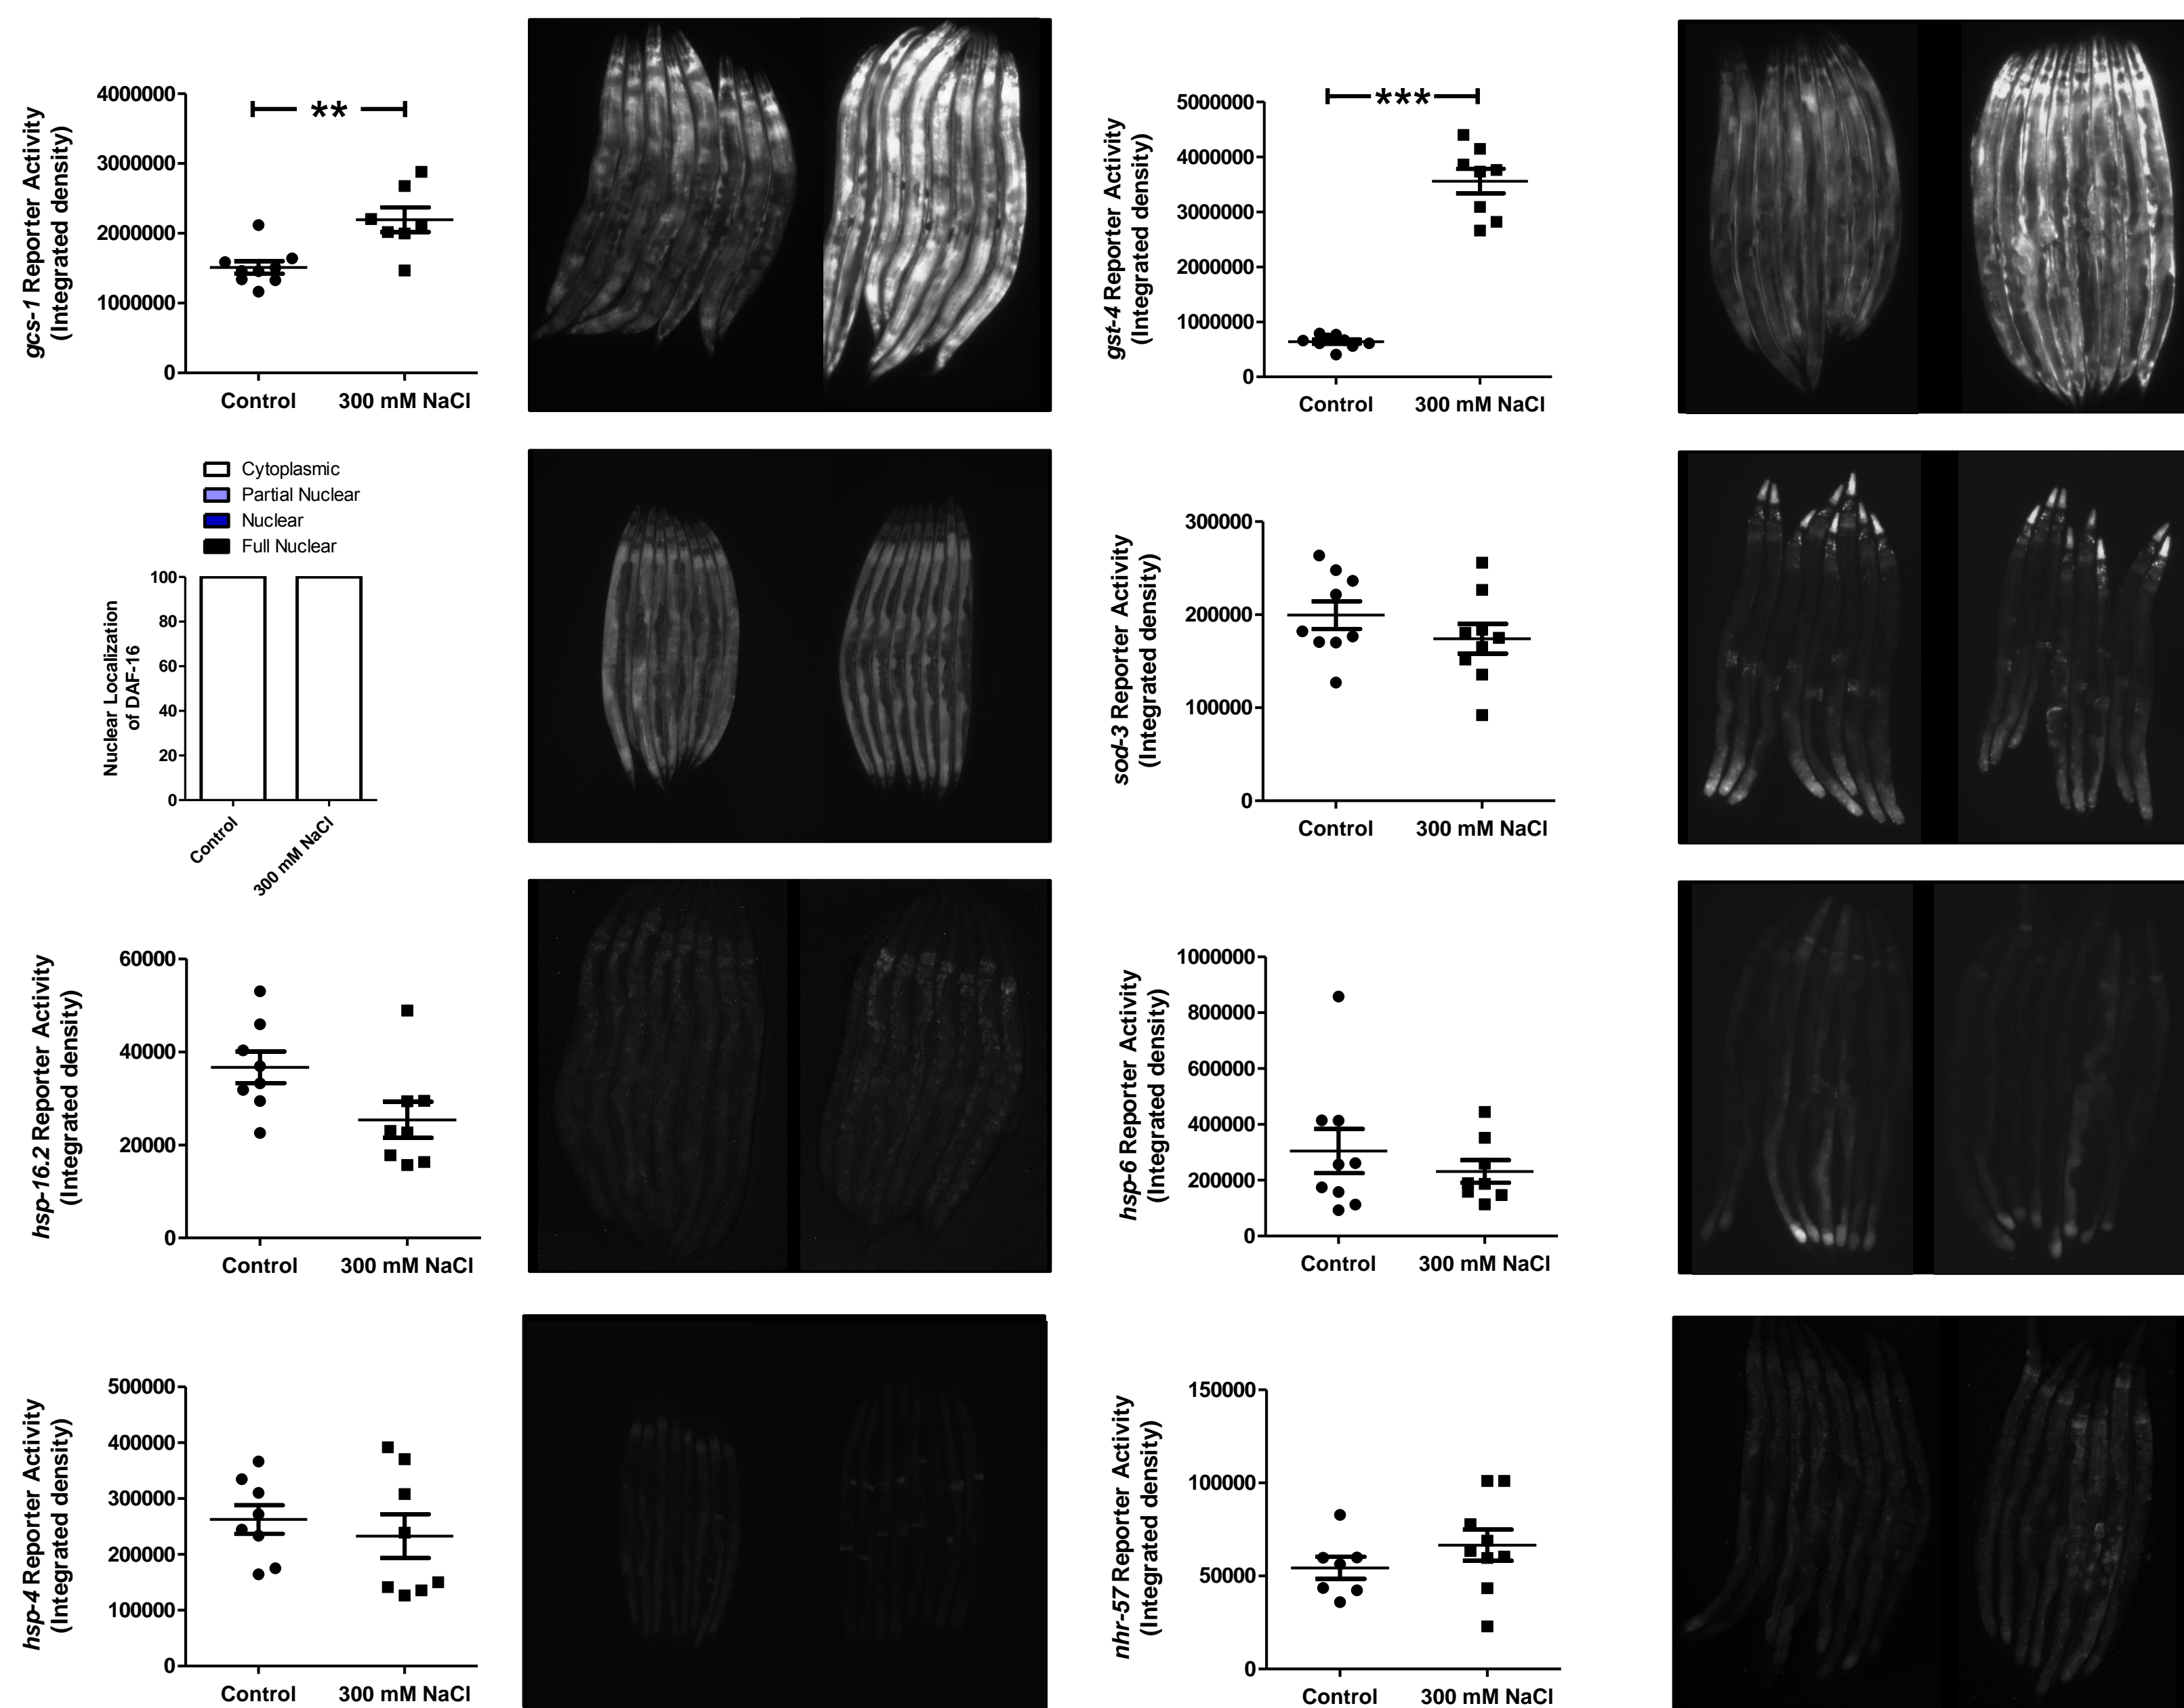 gcs-1 Reporter Activity
(Integrated density)
4000000
3000000
2000000
1000000
0
**
Control
300 mM NaCl
gst-4 Reporter Activity
(Integrated density)
5000000
4000000
3000000
2000000
1000000
0
***
Control
300 mM NaCl
Cytoplasmic
Partial Nuclear
Nuclear
Full Nuclear
Nuclear Localization
of DAF-16
100
80
60
40
20
0
Control
300 mM NaCl
sod-3 Reporter Activity
(Integrated density)
300000
200000
100000
0
Control
300 mM NaCl
hsp-16.2 Reporter Activity
(Integrated density)
60000
40000
20000
0
Control
300 mM NaCl
hsp-6 Reporter Activity
(Integrated density)
1000000
800000
600000
400000
200000
0
Control
300 mM NaCl
hsp-4 Reporter Activity
(Integrated density)
500000
400000
300000
200000
100000
0
Control
300 mM NaCl
nhr-57 Reporter Activity
(Integrated density)
150000
100000
50000
0
Control
300 mM NaCl